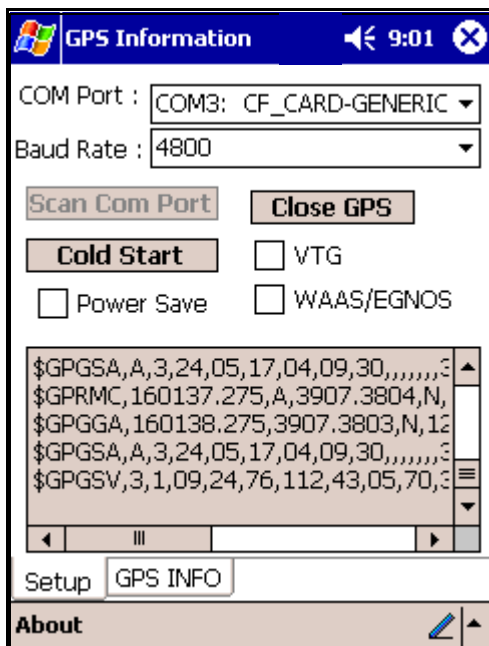 GPS Information 9:01
COM Port : COM3: CF_CARD-GENERIC
Baud Rate : 4800
Scan Com Port Close GPS
Cold Start VTG
Power Save WAAS/EGNOS
$GPGSA,A,3,24,05,17,04,09,30,,,,,,
$GPRMC,160137.275,A,3907.3804,N,
$GPGGA,160138.275,3907.3803,N,12
$GPGSA,A,3,24,05,17,04,09,30,,,,,,
$GPGSV,3,1,09,24,76,112,43,05,70,
Setup GPS INFO
About